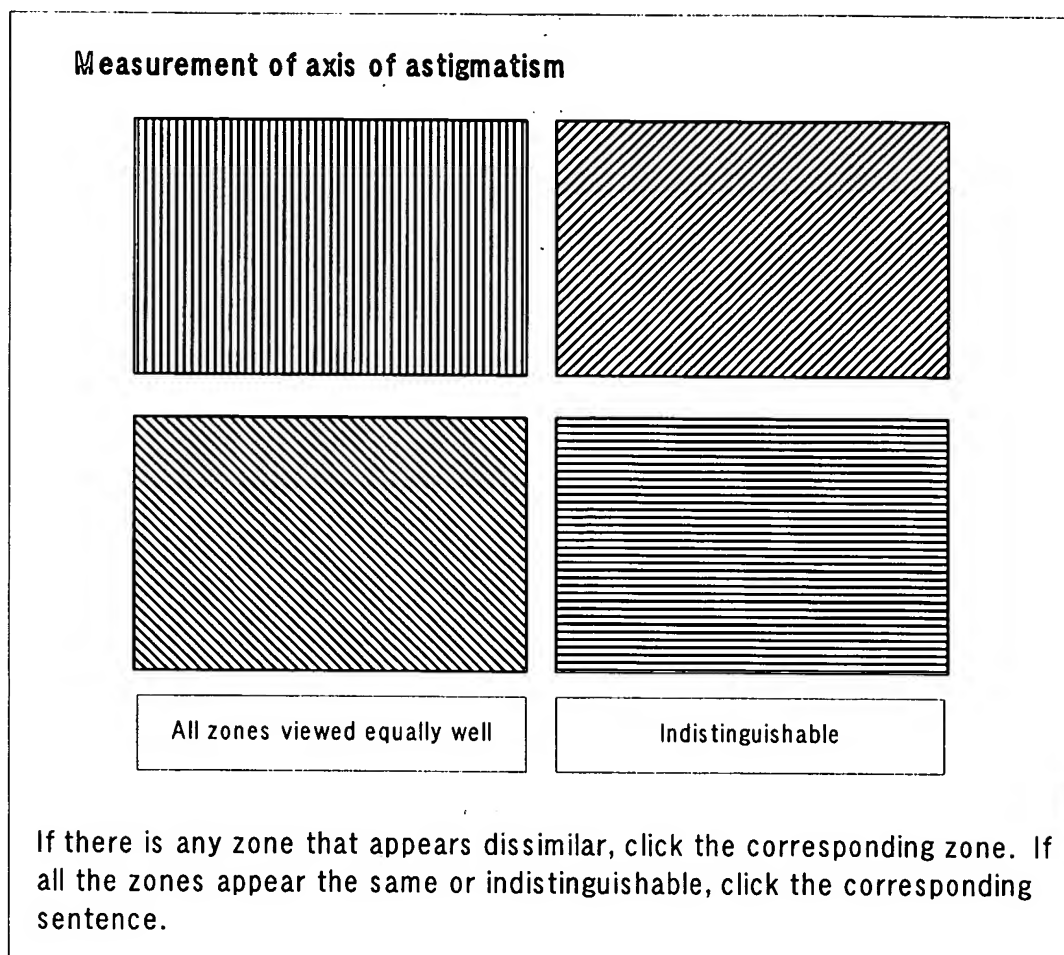 Measurement of axis of astigmatism
All zones viewed equally well
Indistinguishable
If there is any zone that appears dissimilar, click the corresponding zone. If
all the zones appear the same or indistinguishable, click the corresponding
sentence.